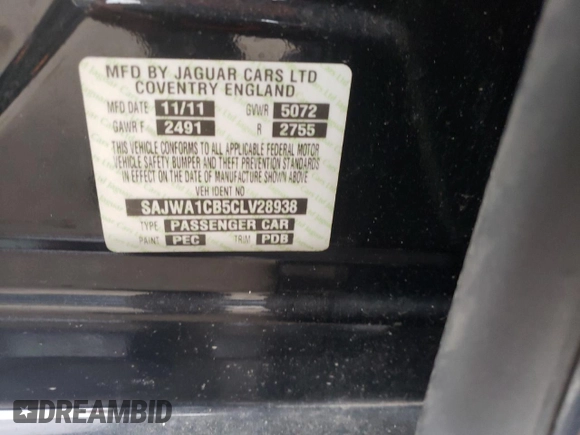 MFD BY JAGUAR CARS LTD
COVENTRY ENGLAND
MFD DATE 11/11 GVWR 5072
GAWR F 2491 R 2755
THIS VEHICLE CONFORMS TO ALL APPLICABLE FEDERAL MOTOR
VEHICLE SAFETY BUMPER AND THEFT PREVENTION STANDARDS
IN EFFECT ON THE DATE OF MANUFACTURE SHOWN ABOVE
VEH IDENT NO
SAJWA1CB5CLV28938
TYPE PASSENGER CAR
PAINT PEC TRIM PDB
DREAMBID